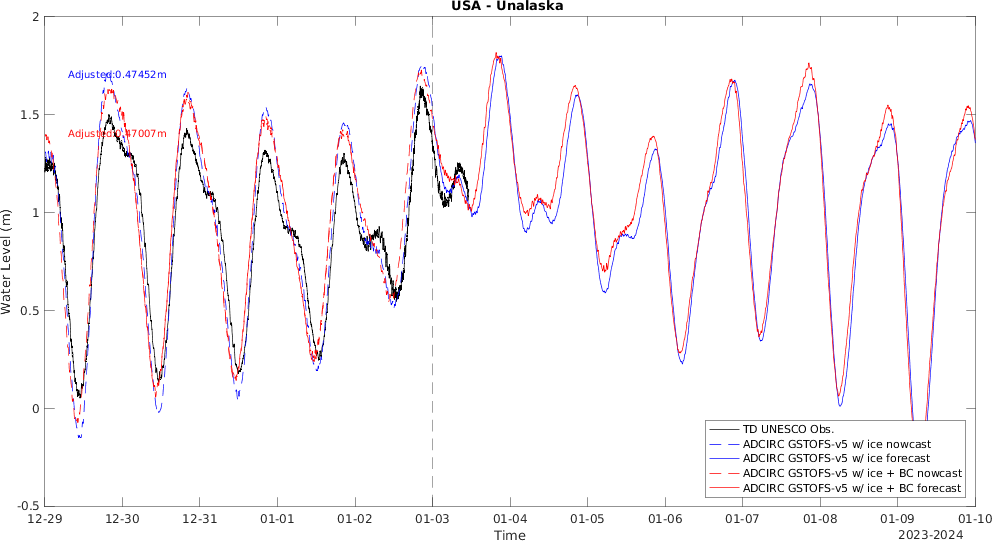 USA - Unalaska
Adjusted:0.47452m
Adjusted:0.47007m
Water Level (m)
2
1.5
1
0.5
0
-0.5
12-29 12-30 12-31 01-01 01-02 01-03 01-04 01-05 01-06 01-07 01-08 01-09 01-10
Time
2023-2024
TD UNESCO Obs.
ADCIRC GSTOFS-v5 w/ ice nowcast
ADCIRC GSTOFS-v5 w/ ice forecast
ADCIRC GSTOFS-v5 w/ ice + BC nowcast
ADCIRC GSTOFS-v5 w/ ice + BC forecast